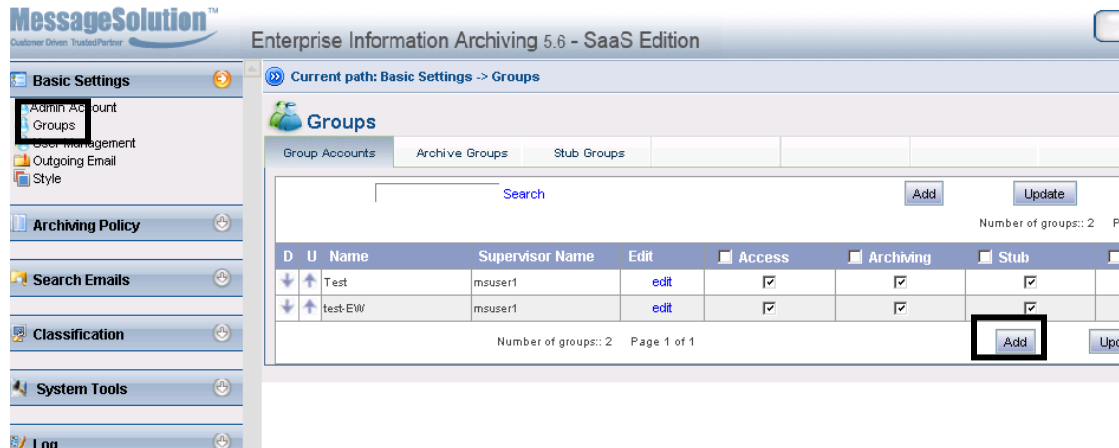 MessageSolution™
Customer Driven TrustedPartner
Enterprise Information Archiving 5.6 - SaaS Edition
Basic Settings
Current path: Basic Settings -> Groups
Admin Account
Groups
User Management
Outgoing Email
Style
Groups
Group Accounts Archive Groups Stub Groups
Search Add Update
Number of groups:: 2 P
Archiving Policy
D U Name Supervisor Name Edit Access Archiving Stub
Search Emails
Test msuser1 edit
test-EW msuser1 edit
Classification
Number of groups:: 2 Page 1 of 1 Add Upd
System Tools
Log